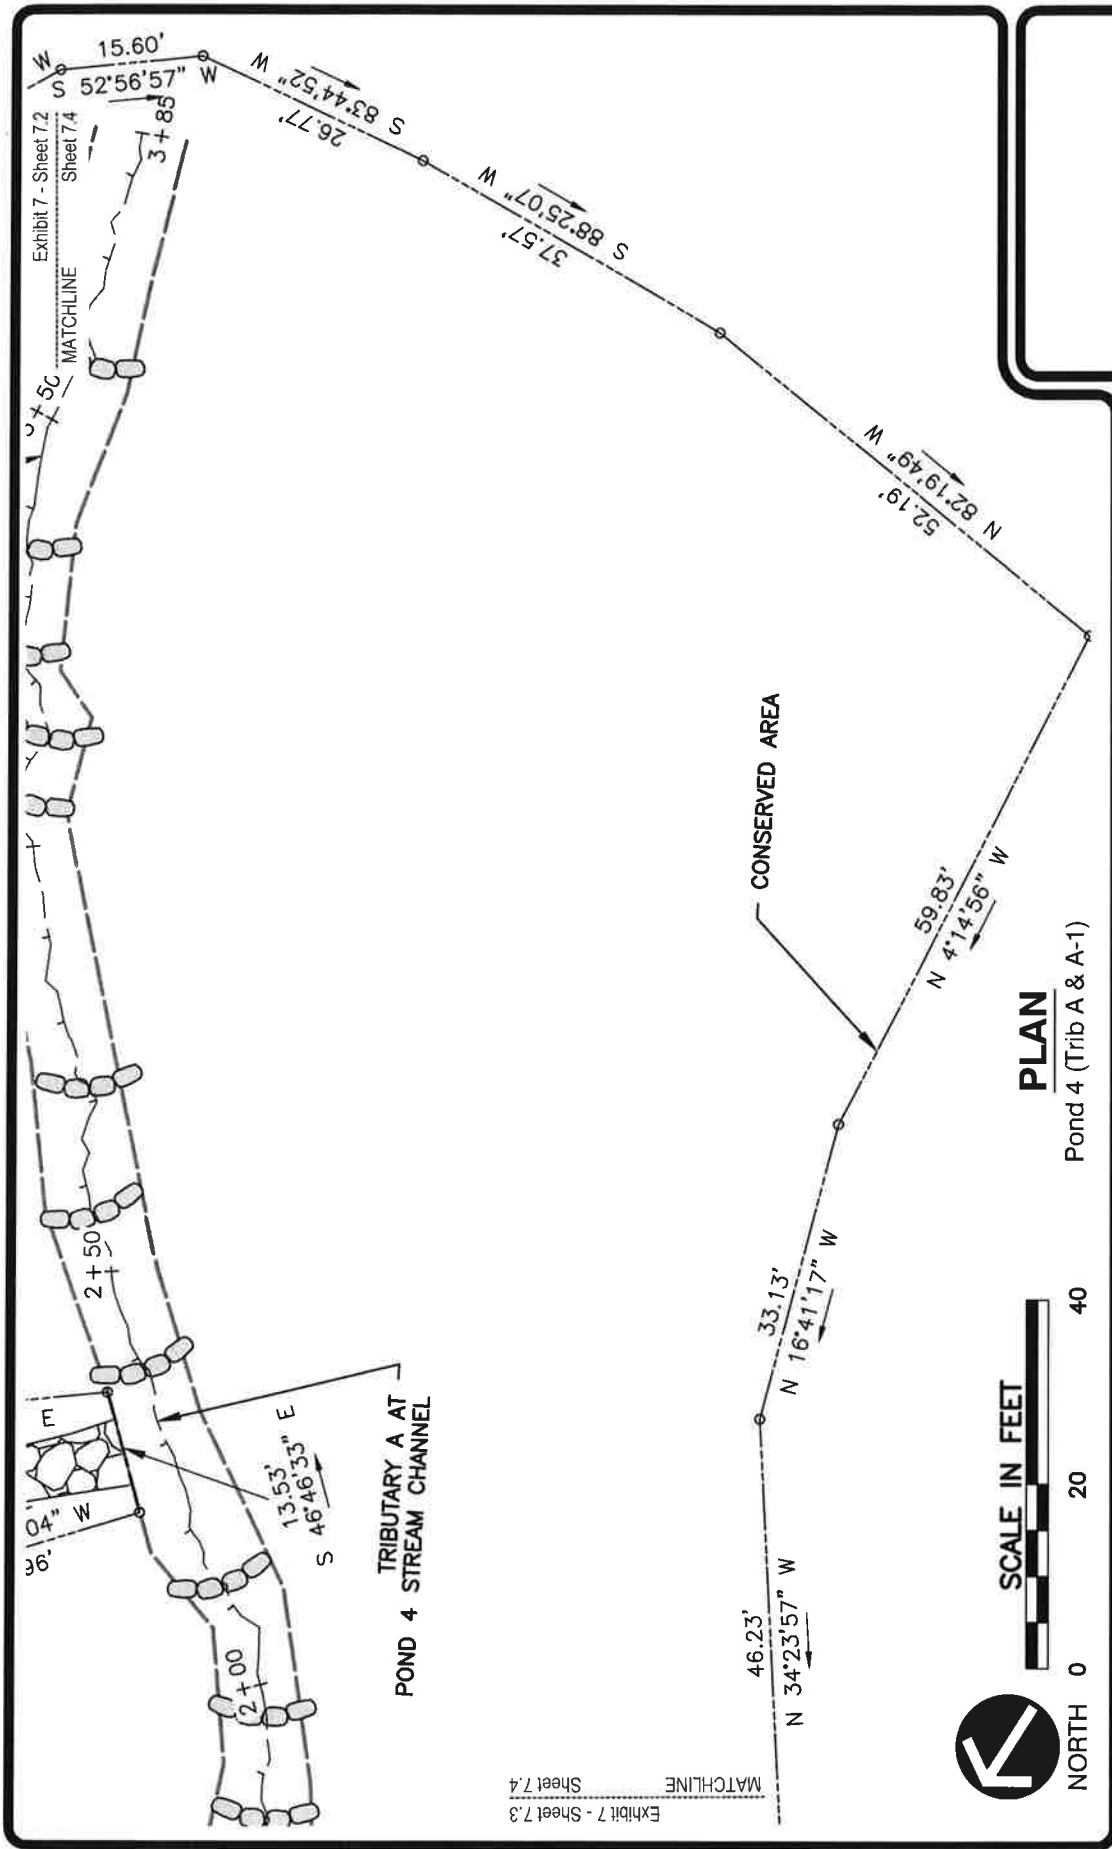 Exhibit 7 - Sheet 7.2
MATCHLINE Sheet 7.4
15.60'
S 52°56'57" W
W
26.77'
S 83°44'52" W
37.57'
S 88°25'07" W
52.19'
N 82°19'49" W
59.83'
N 4°14'56" W
33.13'
N 16°41'17" W
46.23'
N 34°23'57" W
3 + 85
+ 50
2 + 50
2 + 00
E
04" W
96'
13.53'
S 46°46'33" E
TRIBUTARY A AT
POND 4 STREAM CHANNEL
CONSERVED AREA
Exhibit 7 - Sheet 7.3
MATCHLINE Sheet 7.4
PLAN
Pond 4 (Trib A & A-1)
SCALE IN FEET
0 20 40
NORTH